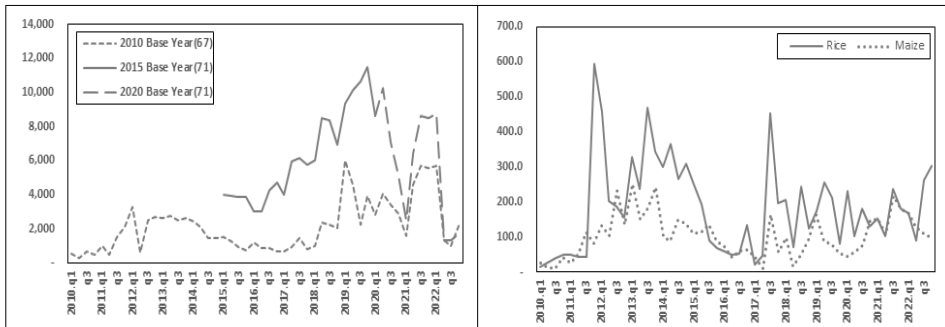 14,000
12,000
10,000
8,000
6,000
4,000
2,000
-
2010 Base Year(67)
2015 Base Year(71)
2020 Base Year(71)
2010.q1 q3 2011.q1 q3 2012.q1 q3 2013.q1 q3 2014.q1 q3 2015.q1 q3 2016.q1 q3 2017.q1 q3 2018.q1 q3 2019.q1 q3 2020.q1 q3 2021.q1 q3 2022.q1 q3
700.0
600.0
500.0
400.0
300.0
200.0
100.0
-
Rice Maize
2010.q1 q3 2011.q1 q3 2012.q1 q3 2013.q1 q3 2014.q1 q3 2015.q1 q3 2016.q1 q3 2017.q1 q3 2018.q1 q3 2019.q1 q3 2020.q1 q3 2021.q1 q3 2022.q1 q3